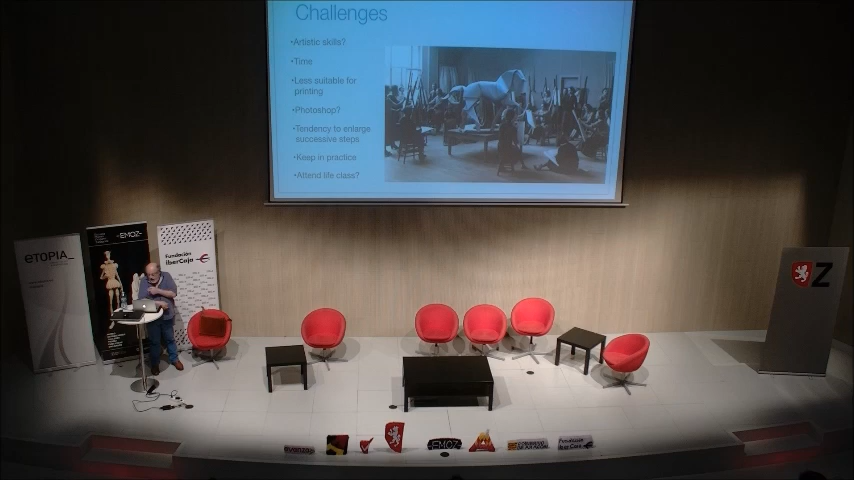 Challenges
•Artistic skills?
•Time
•Less suitable for
printing
•Photoshop?
•Tendency to enlarge
successive steps
•Keep in practice
•Attend life class?
eTOPIA_
-EMOZ-
Fundación
iberCaja
Z
-EMOZ-
Fundación